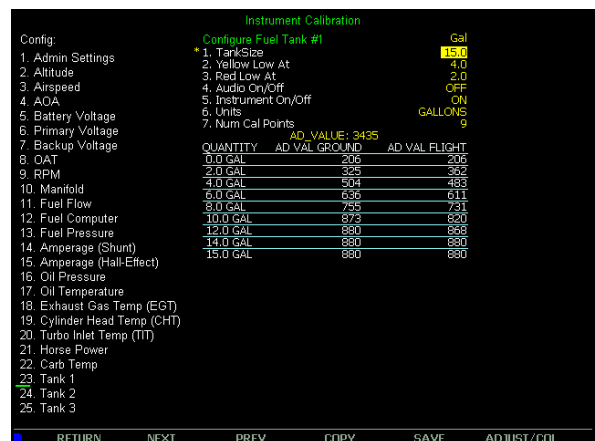 Instrument Calibration
Config:
1. Admin Settings
2. Altitude
3. Airspeed
4. AOA
5. Battery Voltage
6. Primary Voltage
7. Backup Voltage
8. OAT
9. RPM
10. Manifold
11. Fuel Flow
12. Fuel Computer
13. Fuel Pressure
14. Amperage (Shunt)
15. Amperage (Hall-Effect)
16. Oil Pressure
17. Oil Temperature
18. Exhaust Gas Temp (EGT)
19. Cylinder Head Temp (CHT)
20. Turbo Inlet Temp (TIT)
21. Horse Power
22. Carb Temp
23. Tank 1
24. Tank 2
25. Tank 3
Configure Fuel Tank #1 Gal
* 1. TankSize 15.0
2. Yellow Low At 4.0
3. Red Low At 2.0
4. Audio On/Off OFF
5. Instrument On/Off ON
6. Units GALLONS
7. Num Cal Points 9
AD_VALUE: 3435
QUANTITY AD VAL GROUND AD VAL FLIGHT
0.0 GAL 206 206
2.0 GAL 325 362
4.0 GAL 504 483
6.0 GAL 636 611
8.0 GAL 755 731
10.0 GAL 873 820
12.0 GAL 880 868
14.0 GAL 880 880
15.0 GAL 880 880
RETURN NEXT PREV COPY SAVE ADJUST/COL